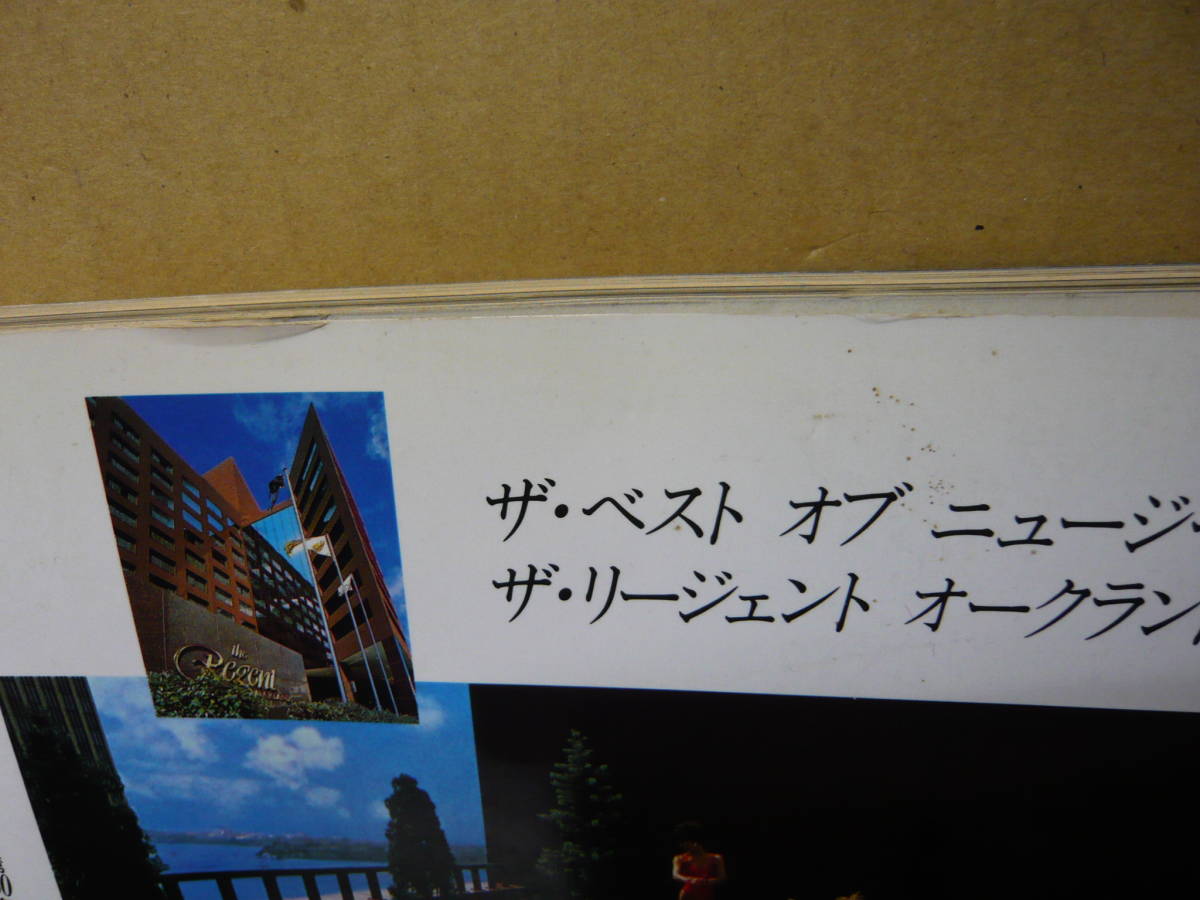 ザ・ベスト オブ ニュージ
ザ・リージェント オークラン
the
Regent